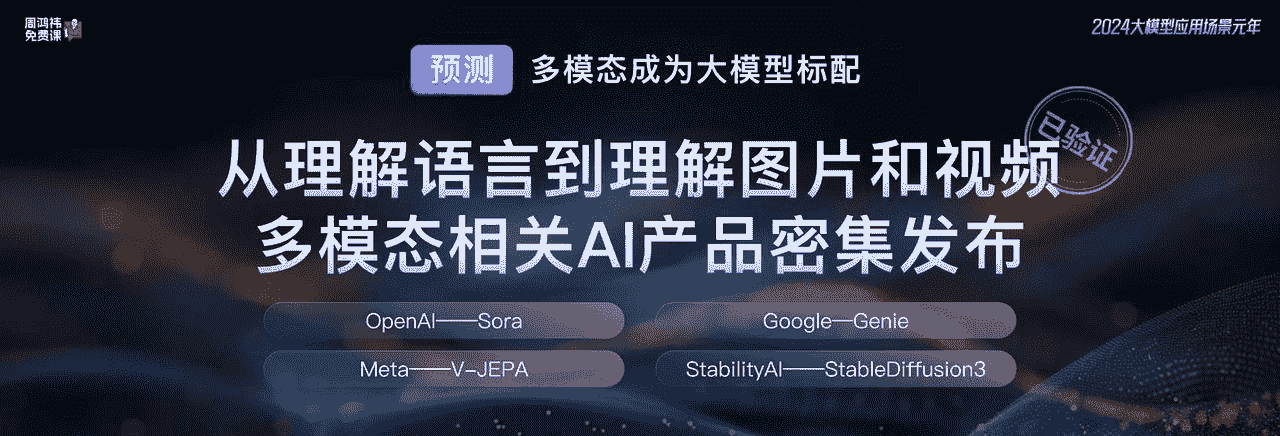 周鸿祎
免费课
2024大模型应用场景元年
预测 多模态成为大模型标配
已验证
从理解语言到理解图片和视频
多模态相关AI产品密集发布
OpenAI——Sora
Google—Genie
Meta——V-JEPA
StabilityAI——StableDiffusion3